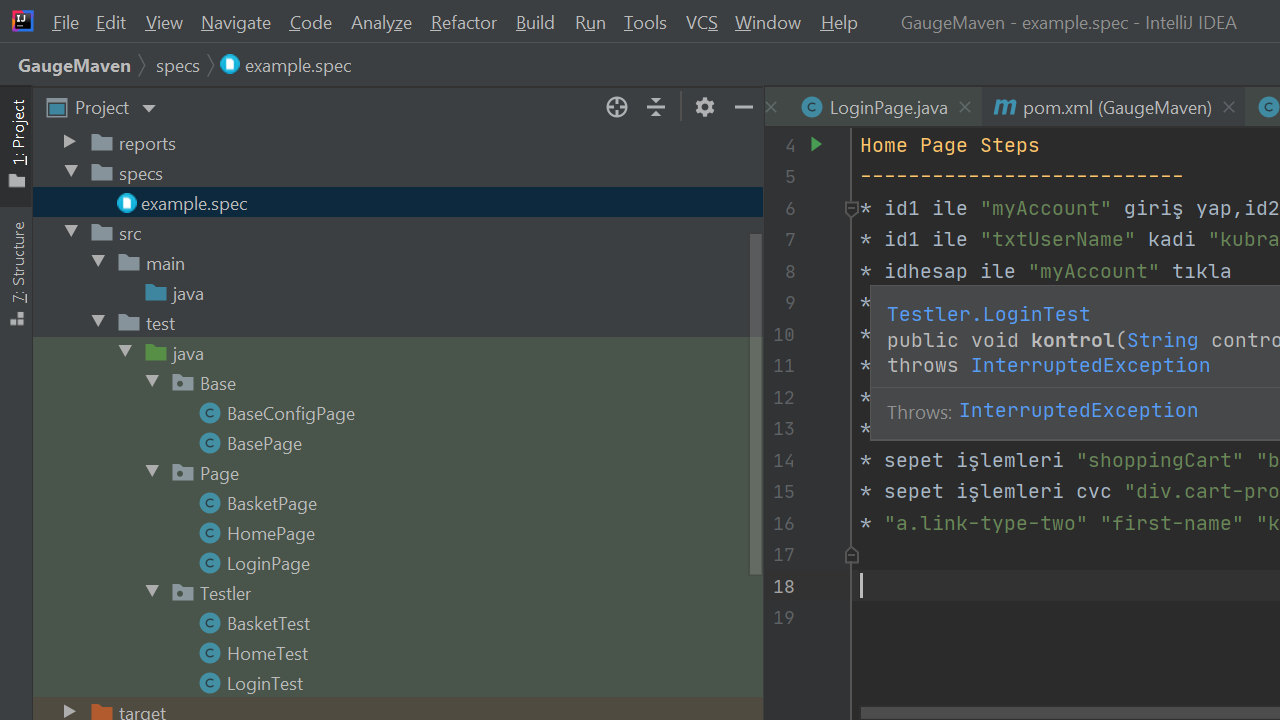 File Edit View Navigate Code Analyze Refactor Build Run Tools VCS Window Help GaugeMaven - example.spec - IntelliJ IDEA
GaugeMaven specs example.spec
1: Project
7: Structure
Project
reports
specs
example.spec
src
main
java
test
java
Base
BaseConfigPage
BasePage
Page
BasketPage
HomePage
LoginPage
Testler
BasketTest
HomeTest
LoginTest
target
LoginPage.java pom.xml (GaugeMaven)
4 Home Page Steps
5 ---------------------------
6 * id1 ile "myAccount" giriş yap,id2
7 * id1 ile "txtUserName" kadi "kubra
8 * idhesap ile "myAccount" tıkla
9 *
10 *
11 *
12 *
13 *
Testler.LoginTest
public void kontrol(String contro
throws InterruptedException
Throws: InterruptedException
14 * sepet işlemleri "shoppingCart" "b
15 * sepet işlemleri cvc "div.cart-pro
16 * "a.link-type-two" "first-name" "k
17
18
19